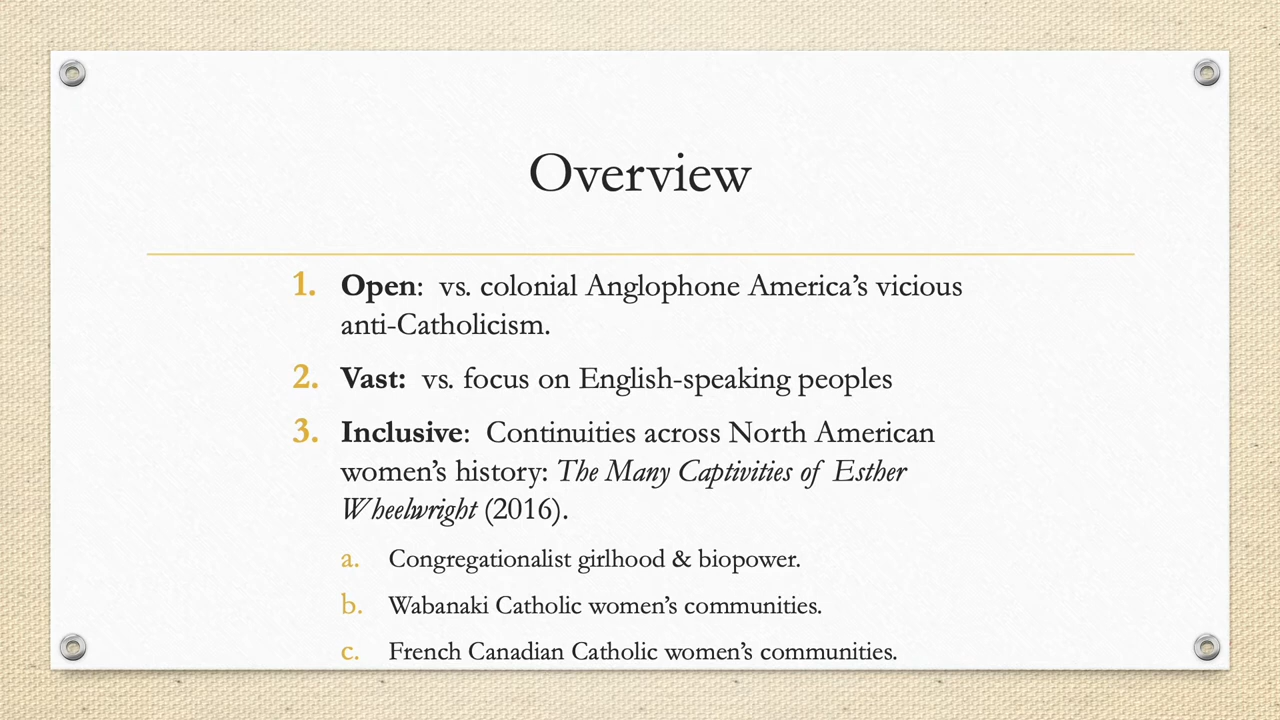 Overview
1. Open:  vs. colonial Anglophone America’s vicious
anti-Catholicism.
2. Vast:  vs. focus on English-speaking peoples
3. Inclusive:  Continuities across North American
women’s history: The Many Captivities of Esther
Wheelwright (2016).
a. Congregationalist girlhood & biopower.
b. Wabanaki Catholic women’s communities.
c. French Canadian Catholic women’s communities.